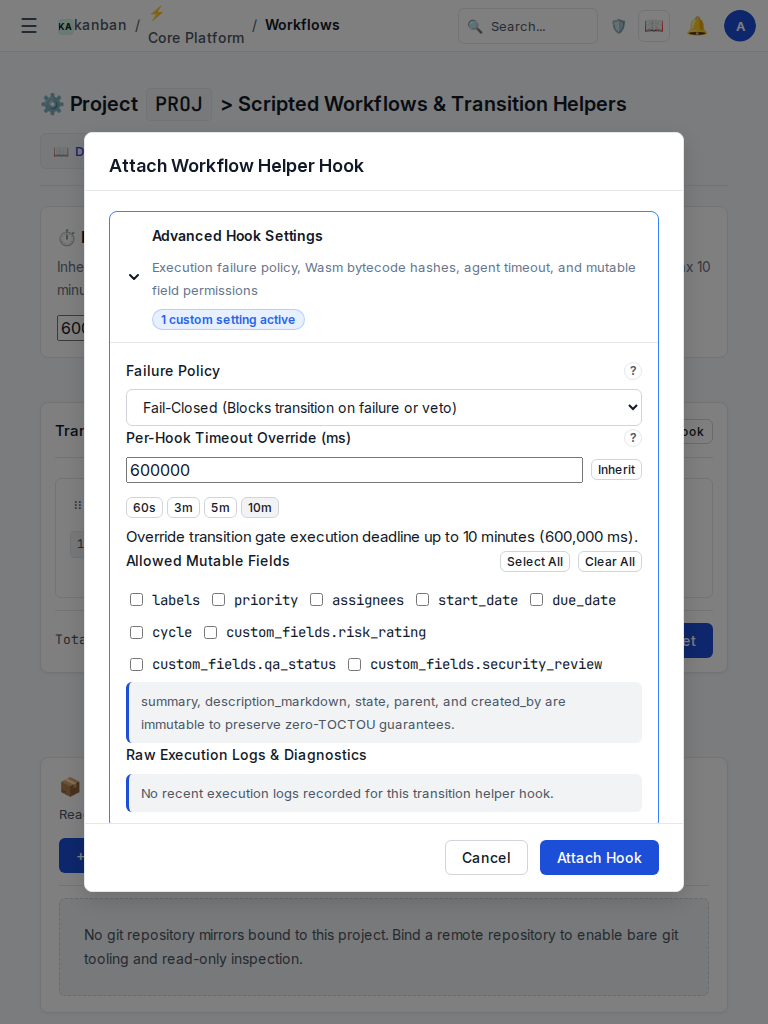 KA kanban / ⚡ Core Platform / Workflows
Search...
A
Project PROJ > Scripted Workflows & Transition Helpers
Attach Workflow Helper Hook
Advanced Hook Settings
Execution failure policy, Wasm bytecode hashes, agent timeout, and mutable
field permissions
1 custom setting active
Failure Policy ?
Fail-Closed (Blocks transition on failure or veto)
Per-Hook Timeout Override (ms) ?
600000 Inherit
60s 3m 5m 10m
Override transition gate execution deadline up to 10 minutes (600,000 ms).
Allowed Mutable Fields Select All Clear All
labels priority assignees start_date due_date
cycle custom_fields.risk_rating
custom_fields.qa_status custom_fields.security_review
summary, description_markdown, state, parent, and created_by are
immutable to preserve zero-TOCTOU guarantees.
Raw Execution Logs & Diagnostics
No recent execution logs recorded for this transition helper hook.
Cancel Attach Hook
No git repository mirrors bound to this project. Bind a remote repository to enable bare git
tooling and read-only inspection.